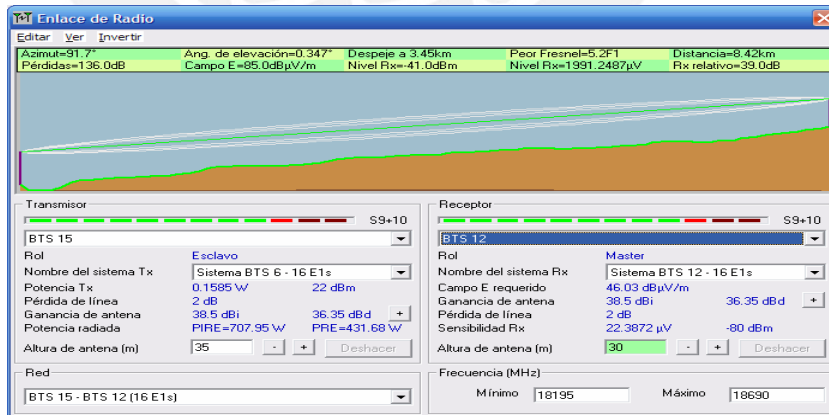 Enlace de Radio
Editar Ver Invertir
Azimut=91.7° Ang. de elevación=0.347° Despeje a 3.45km Peor Fresnel=5.2F1 Distancia=8.42km
Pérdidas=136.0dB Campo E=85.0dBµV/m Nivel Rx=-41.0dBm Nivel Rx=1991.2487µV Rx relativo=39.0dB
Transmisor
S9+10
BTS 15
Rol Esclavo
Nombre del sistema Tx Sistema BTS 6 - 16 E1s
Potencia Tx 0.1585 W 22 dBm
Pérdida de línea 2 dB
Ganancia de antena 38.5 dBi 36.35 dBd +
Potencia radiada PIRE=707.95 W PRE=431.68 W
Altura de antena (m) 35 - + Deshacer
Red
BTS 15 - BTS 12 (16 E1s)
Receptor
S9+10
BTS 12
Rol Master
Nombre del sistema Rx Sistema BTS 12 - 16 E1s
Campo E requerido 46.03 dBµV/m
Ganancia de antena 38.5 dBi 36.35 dBd +
Pérdida de línea 2 dB
Sensibilidad Rx 22.3872 µV -80 dBm
Altura de antena (m) 30 - + Deshacer
Frecuencia (MHz)
Mínimo 18195 Máximo 18690